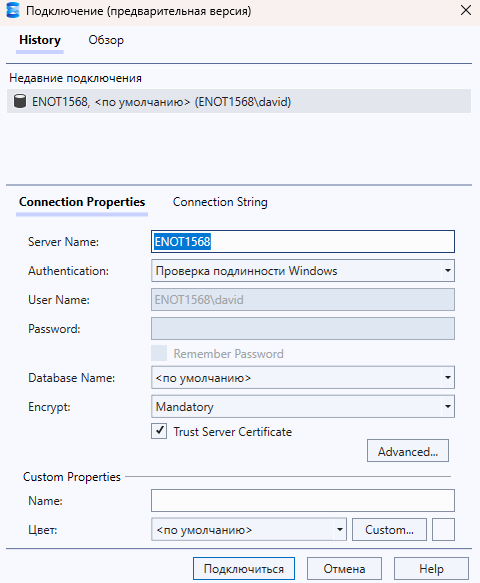 Подключение (предварительная версия)
History Обзор
Недавние подключения
ENOT1568, <по умолчанию> (ENOT1568\david)
Connection Properties Connection String
Server Name: ENOT1568
Authentication: Проверка подлинности Windows
User Name: ENOT1568\david
Password:
Remember Password
Database Name: <по умолчанию>
Encrypt: Mandatory
Trust Server Certificate
Advanced...
Custom Properties
Name:
Цвет: <по умолчанию> Custom...
Подключиться Отмена Help